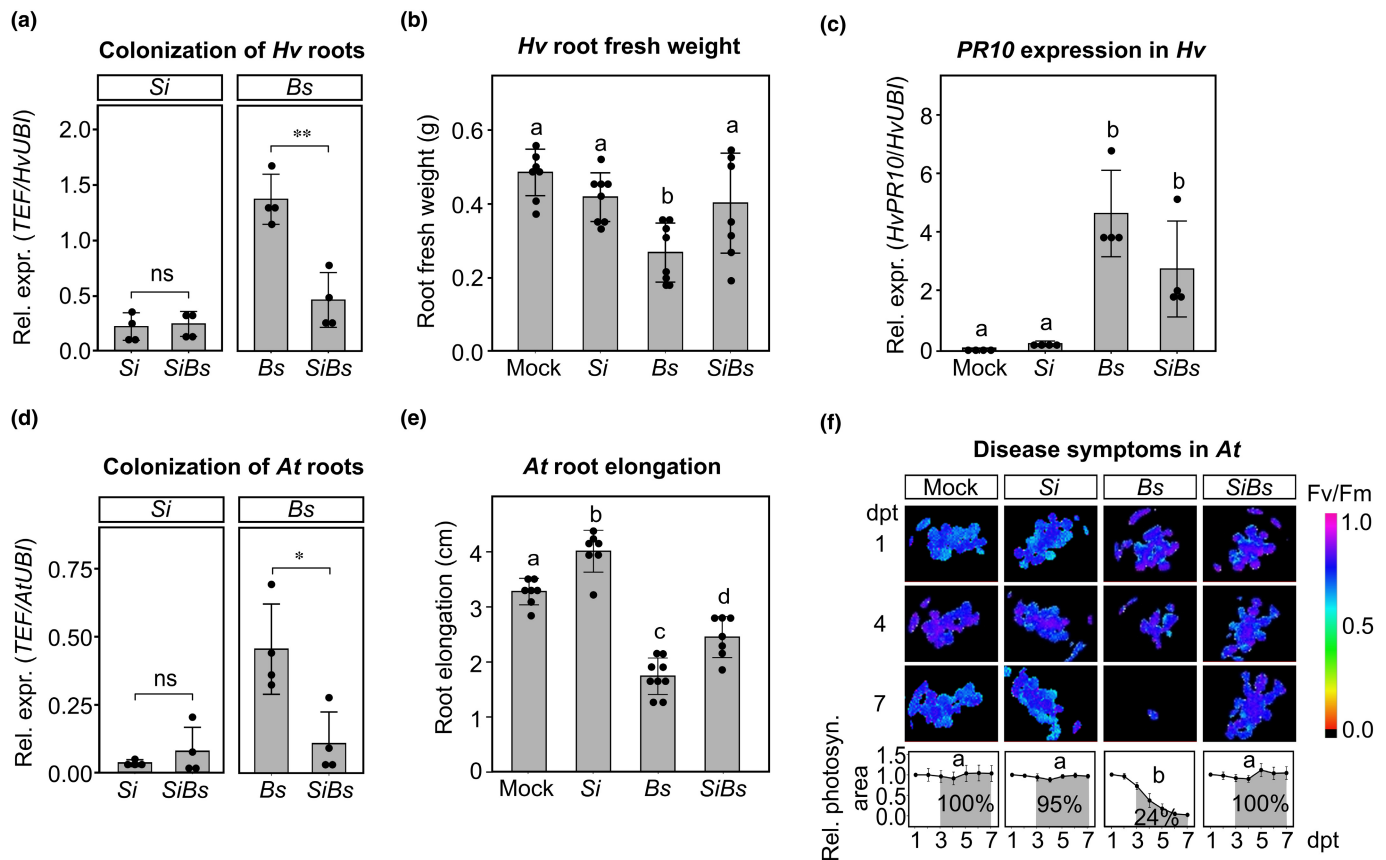 (a)
Colonization of Hv roots
Si
Bs
Rel. expr. (TEF/HvUBI)
2.0
1.5
1.0
0.5
0.0
ns
**
Si SiBs Bs SiBs
(b)
Hv root fresh weight
Root fresh weight (g)
0.6
0.4
0.2
0.0
a a b a
Mock Si Bs SiBs
(c)
PR10 expression in Hv
Rel. expr. (HvPR10/HvUBI)
8
6
4
2
0
a a b b
Mock Si Bs SiBs
(d)
Colonization of At roots
Si
Bs
Rel. expr. (TEF/AtUBI)
0.75
0.50
0.25
0.00
ns
*
Si SiBs Bs SiBs
(e)
At root elongation
Root elongation (cm)
4
3
2
1
0
a b c d
Mock Si Bs SiBs
(f)
Disease symptoms in At
Mock Si Bs SiBs
Fv/Fm
dpt
1
4
7
1.0
0.5
0.0
Rel. photosyn.
area
1.5
1.0
0.5
0.0
a a b a
100% 95% 24% 100%
1 3 5 7 1 3 5 7 1 3 5 7 1 3 5 7 dpt